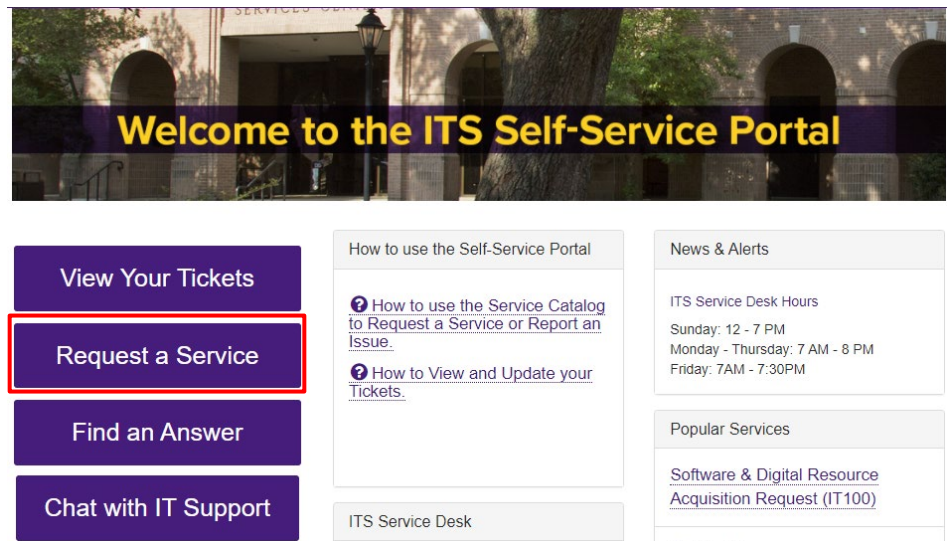 SERVICES
Welcome to the ITS Self-Service Portal
View Your Tickets
Request a Service
Find an Answer
Chat with IT Support
How to use the Self-Service Portal
How to use the Service Catalog
to Request a Service or Report an
Issue.
How to View and Update your
Tickets.
ITS Service Desk
News & Alerts
ITS Service Desk Hours
Sunday: 12 - 7 PM
Monday - Thursday: 7 AM - 8 PM
Friday: 7AM - 7:30PM
Popular Services
Software & Digital Resource
Acquisition Request (IT100)